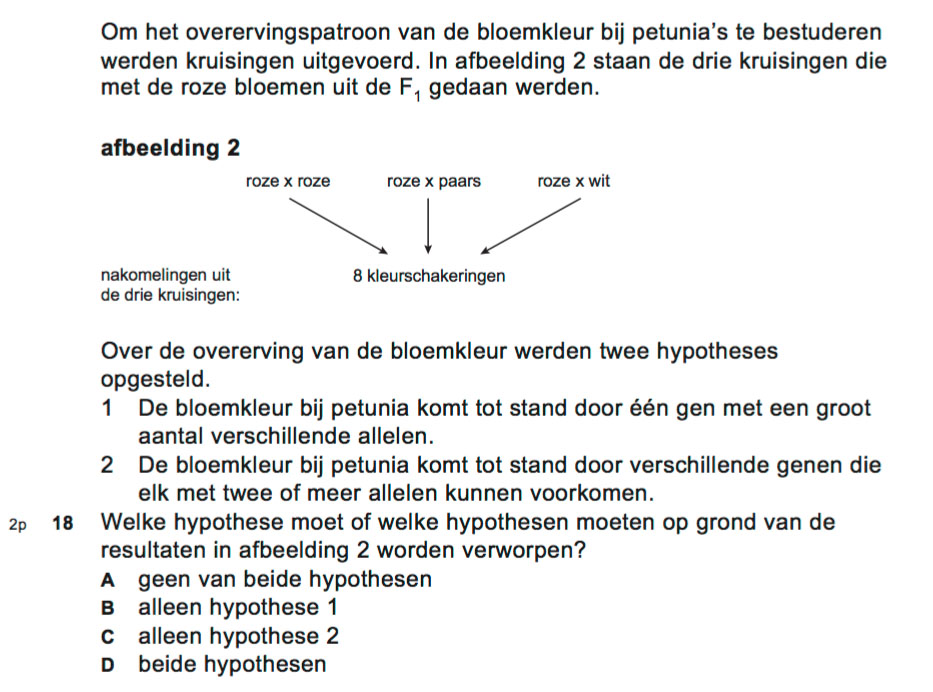 Om het overervingspatroon van de bloemkleur bij petunia's te bestuderen
werden kruisingen uitgevoerd. In afbeelding 2 staan de drie kruisingen die
met de roze bloemen uit de F₁ gedaan werden.
afbeelding 2
roze x roze roze x paars roze x wit
nakomelingen uit 8 kleurschakeringen
de drie kruisingen:
Over de overerving van de bloemkleur werden twee hypotheses
opgesteld.
1 De bloemkleur bij petunia komt tot stand door één gen met een groot
aantal verschillende allelen.
2 De bloemkleur bij petunia komt tot stand door verschillende genen die
elk met twee of meer allelen kunnen voorkomen.
2p 18 Welke hypothese moet of welke hypothesen moeten op grond van de
resultaten in afbeelding 2 worden verworpen?
A geen van beide hypothesen
B alleen hypothese 1
C alleen hypothese 2
D beide hypothesen